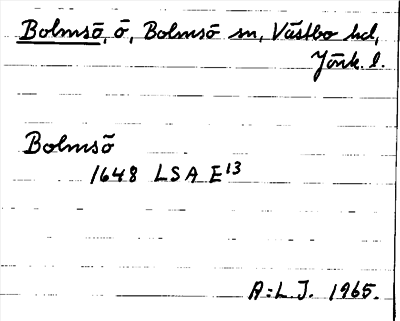 Bolmsö, ö, Bolmsö sn, Västbo hd,
Jönk. l.
Bolmsö
1648 LSA E13
A:L.J. 1965.